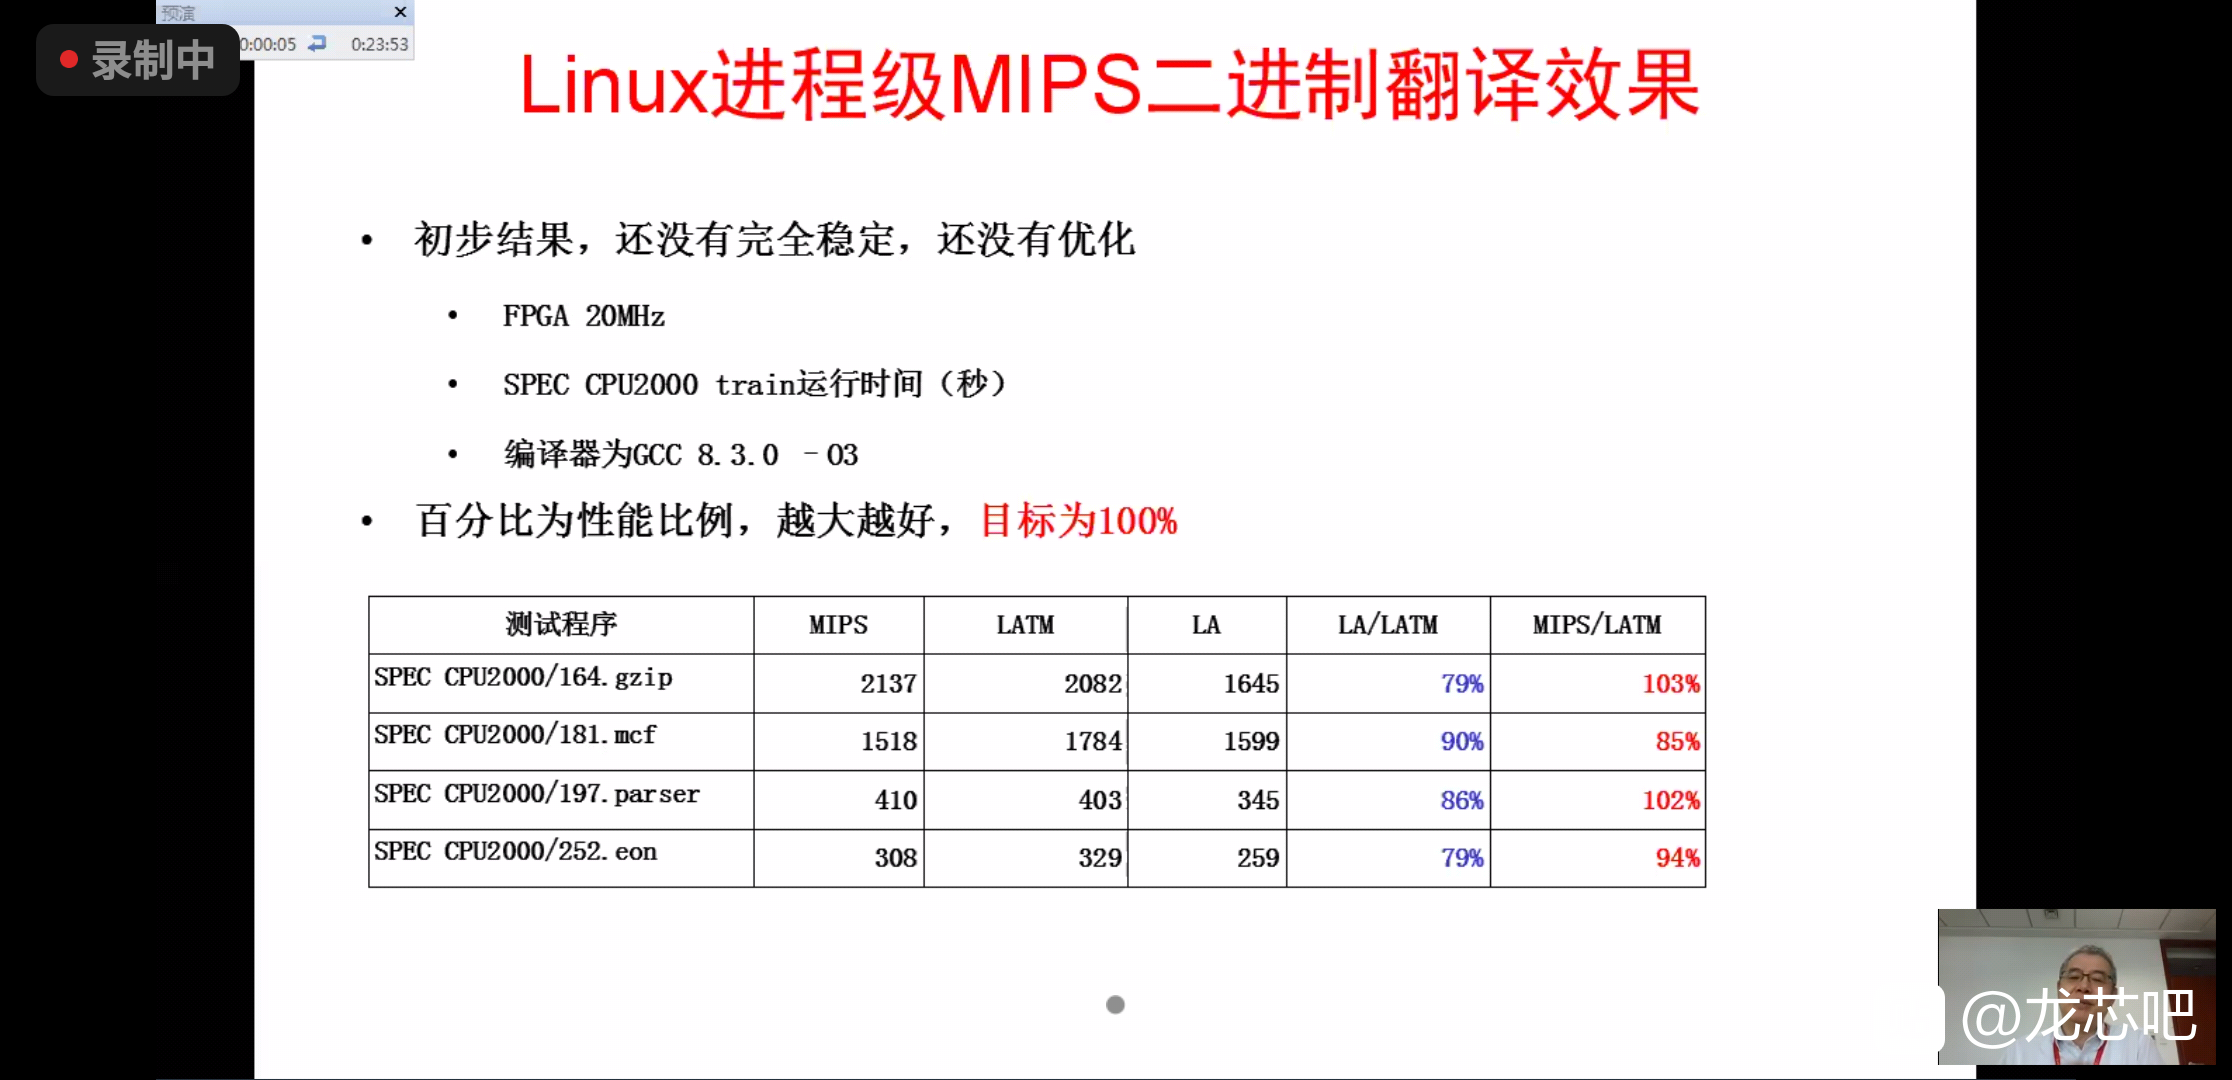 预演
录制中
0:00:05 0:23:53
Linux进程级MIPS二进制翻译效果
• 初步结果，还没有完全稳定，还没有优化
• FPGA 20MHz
• SPEC CPU2000 train运行时间（秒）
• 编译器为GCC 8.3.0 -O3
• 百分比为性能比例，越大越好，目标为100%
测试程序 MIPS LATM LA LA/LATM MIPS/LATM
SPEC CPU2000/164.gzip 2137 2082 1645 79% 103%
SPEC CPU2000/181.mcf 1518 1784 1599 90% 85%
SPEC CPU2000/197.parser 410 403 345 86% 102%
SPEC CPU2000/252.eon 308 329 259 79% 94%
@龙芯吧